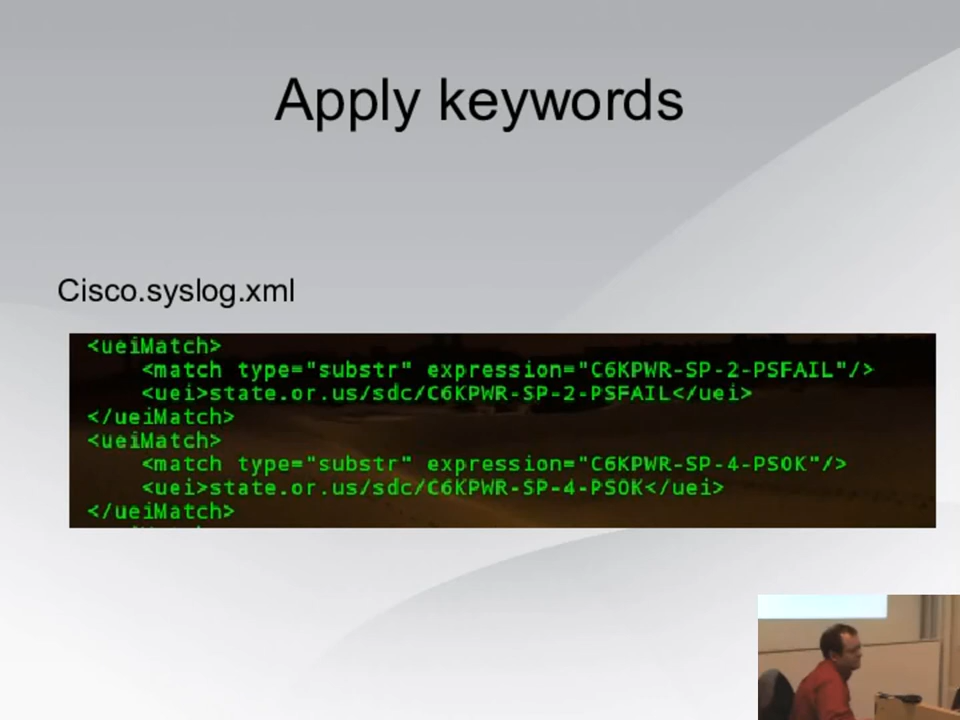 Apply keywords
Cisco.syslog.xml
<ueiMatch>
<match type="substr" expression="C6KPWR-SP-2-PSFAIL"/>
<uei>state.or.us/sdc/C6KPWR-SP-2-PSFAIL</uei>
</ueiMatch>
<ueiMatch>
<match type="substr" expression="C6KPWR-SP-4-PSOK"/>
<uei>state.or.us/sdc/C6KPWR-SP-4-PSOK</uei>
</ueiMatch>